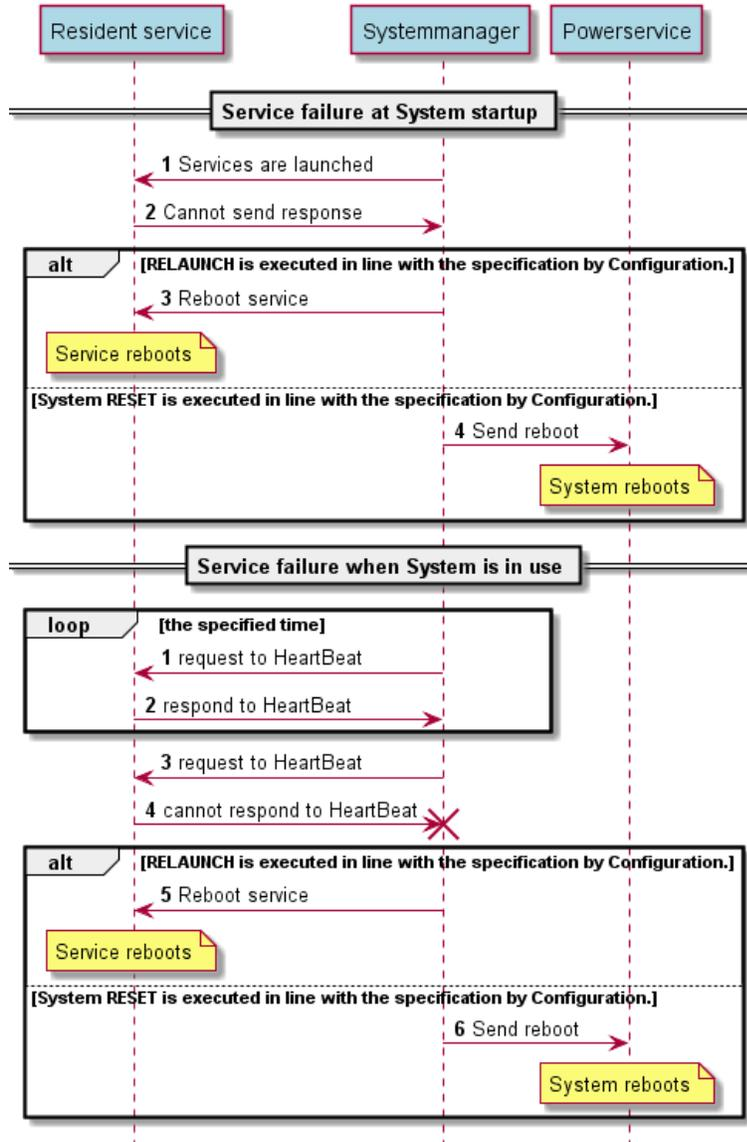 Resident service
Systemmanager
Powerservice
Service failure at System startup
1 Services are launched
2 Cannot send response
alt [RELAUNCH is executed in line with the specification by Configuration.]
3 Reboot service
Service reboots
[System RESET is executed in line with the specification by Configuration.]
4 Send reboot
System reboots
Service failure when System is in use
loop [the specified time]
1 request to HeartBeat
2 respond to HeartBeat
3 request to HeartBeat
4 cannot respond to HeartBeat
alt [RELAUNCH is executed in line with the specification by Configuration.]
5 Reboot service
Service reboots
[System RESET is executed in line with the specification by Configuration.]
6 Send reboot
System reboots